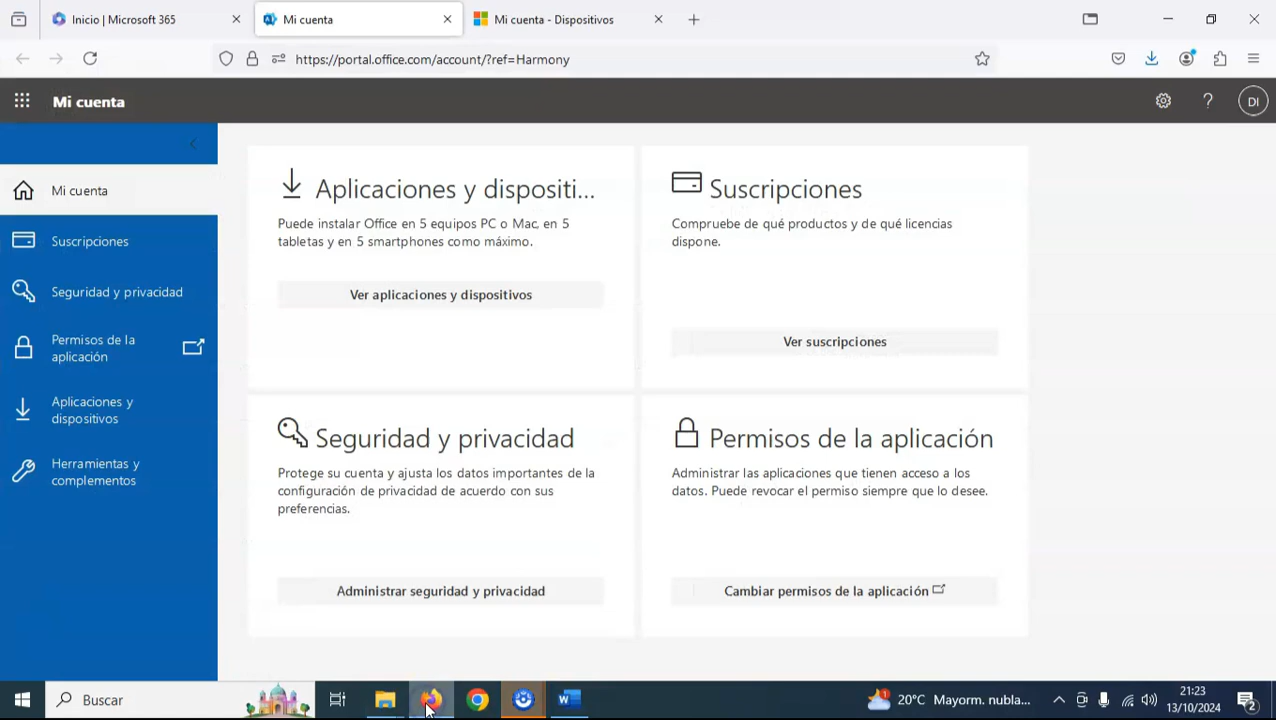 Inicio | Microsoft 365
Mi cuenta
Mi cuenta - Dispositivos
https://portal.office.com/account/?ref=Harmony
Mi cuenta
DI
Mi cuenta
Suscripciones
Seguridad y privacidad
Permisos de la
aplicación
Aplicaciones y
dispositivos
Herramientas y
complementos
Aplicaciones y dispositi...
Puede instalar Office en 5 equipos PC o Mac, en 5
tabletas y en 5 smartphones como máximo.
Ver aplicaciones y dispositivos
Suscripciones
Compruebe de qué productos y de qué licencias
dispone.
Ver suscripciones
Seguridad y privacidad
Protege su cuenta y ajusta los datos importantes de la
configuración de privacidad de acuerdo con sus
preferencias.
Administrar seguridad y privacidad
Permisos de la aplicación
Administrar las aplicaciones que tienen acceso a los
datos. Puede revocar el permiso siempre que lo desee.
Cambiar permisos de la aplicación
Buscar
20°C Mayorm. nubla...
21:23
13/10/2024
2